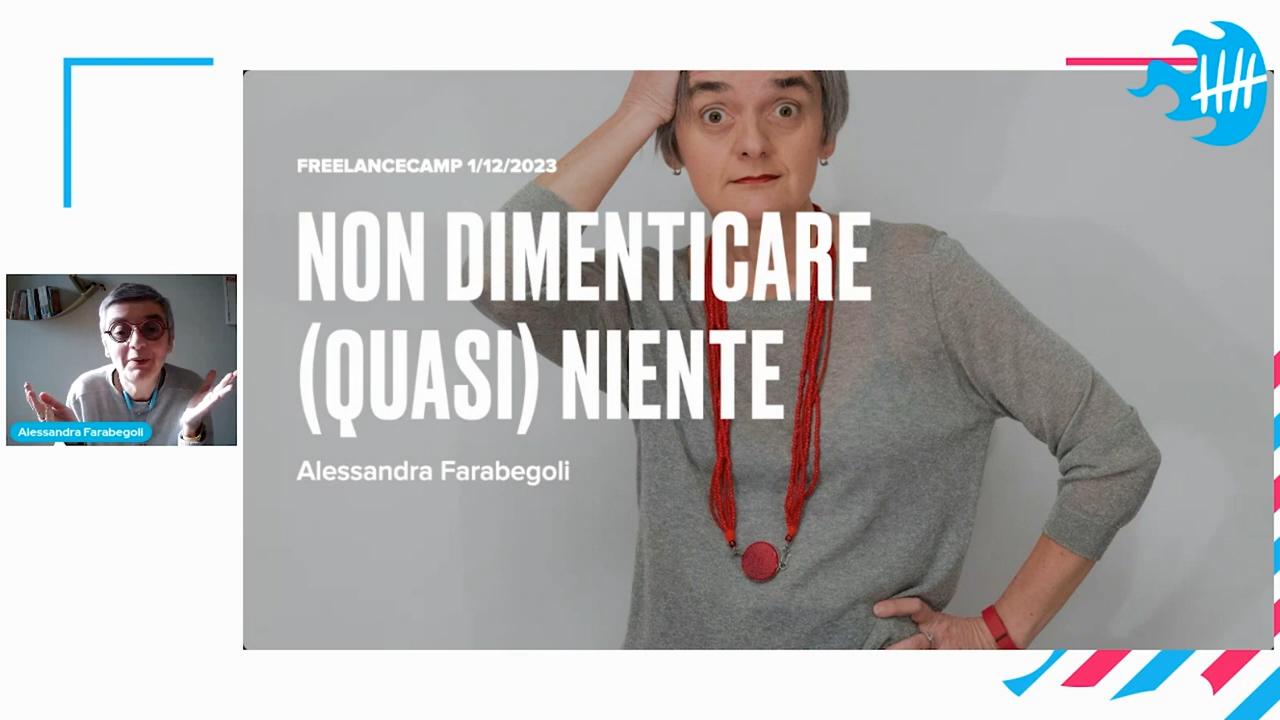 FREELANCECAMP 1/12/2023
NON DIMENTICARE
(QUASI) NIENTE
Alessandra Farabegoli
Alessandra Farabegoli